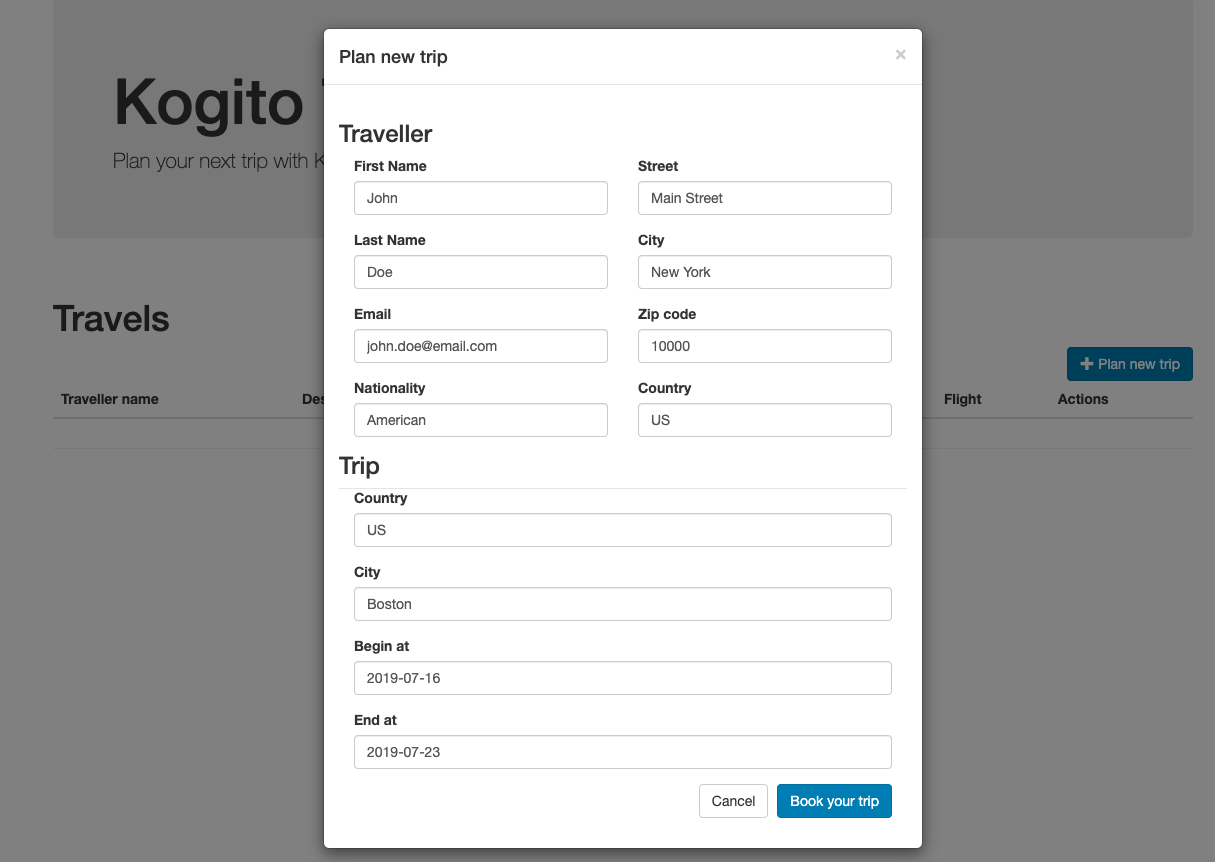 Plan new trip ×
Kogito
Plan your next trip with K
Traveller
First Name Street
John Main Street
Last Name City
Doe New York
Email Zip code
john.doe@email.com 10000
Nationality Country
American US
Travels
Plan new trip
Traveller name Des Flight Actions
Trip
Country
US
City
Boston
Begin at
2019-07-16
End at
2019-07-23
Cancel Book your trip